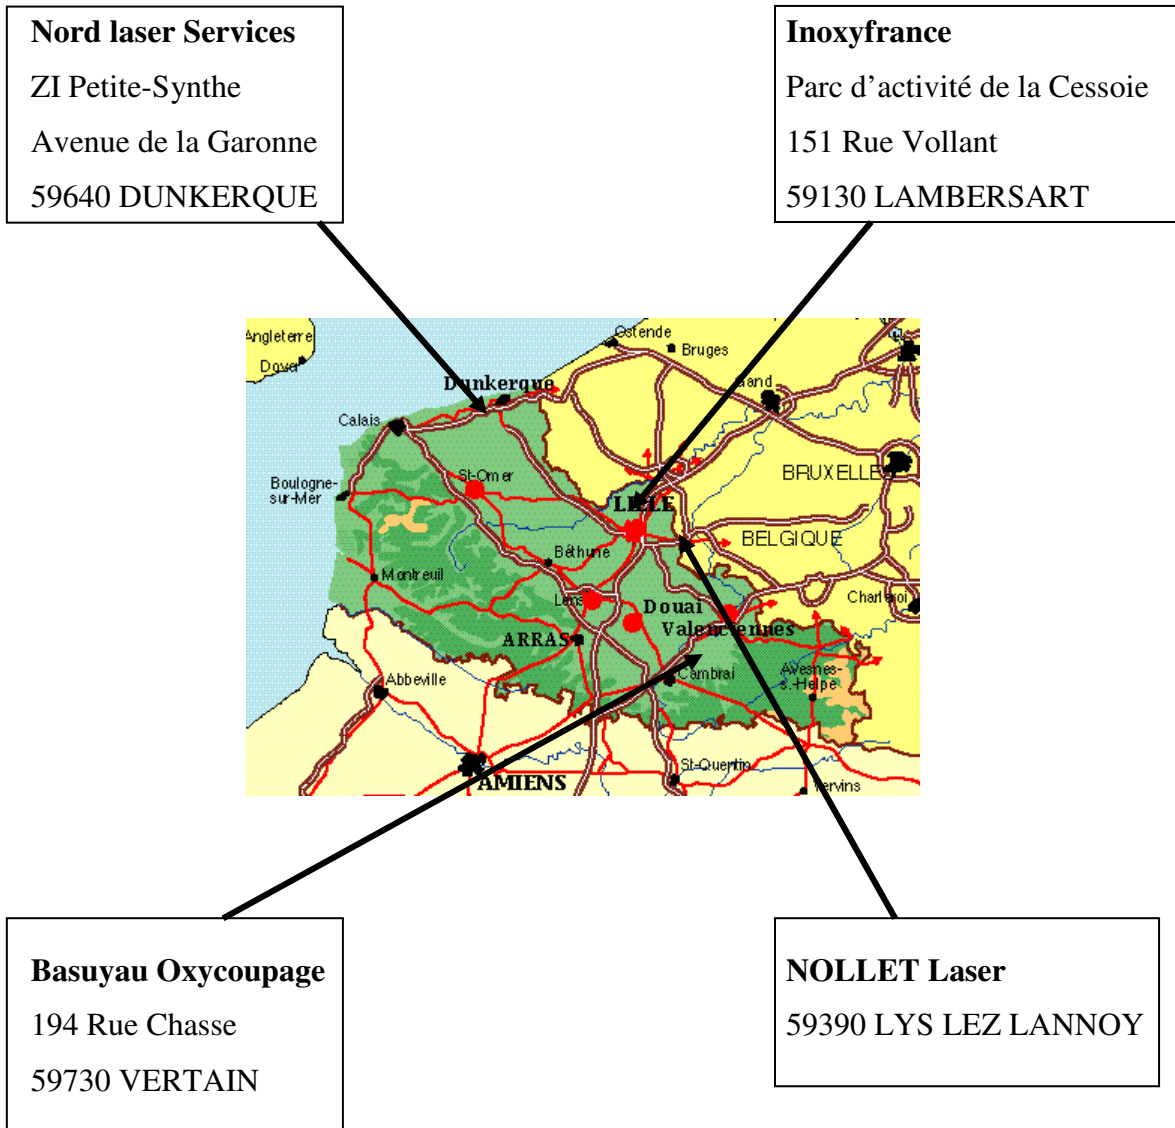 Nord laser Services
ZI Petite-Synthe
Avenue de la Garonne
59640 DUNKERQUE
Inoxyfrance
Parc d'activité de la Cessoie
151 Rue Vollant
59130 LAMBERSART
Angleterre
Dover
Ostende
Bruges
Dunkerque
Gand
Calais
BRUXELLE
St-Omer
Boulogne-
sur-Mer
LILLE
BELGIQUE
Béthune
Montreuil
Lens
Charleroi
Douai
Valenciennes
ARRAS
Cambrai
Avesnes-
s.-Helpe
Abbeville
St-Quentin
AMIENS
Vervins
Basuyau Oxycoupage
194 Rue Chasse
59730 VERTAIN
NOLLET Laser
59390 LYS LEZ LANNOY